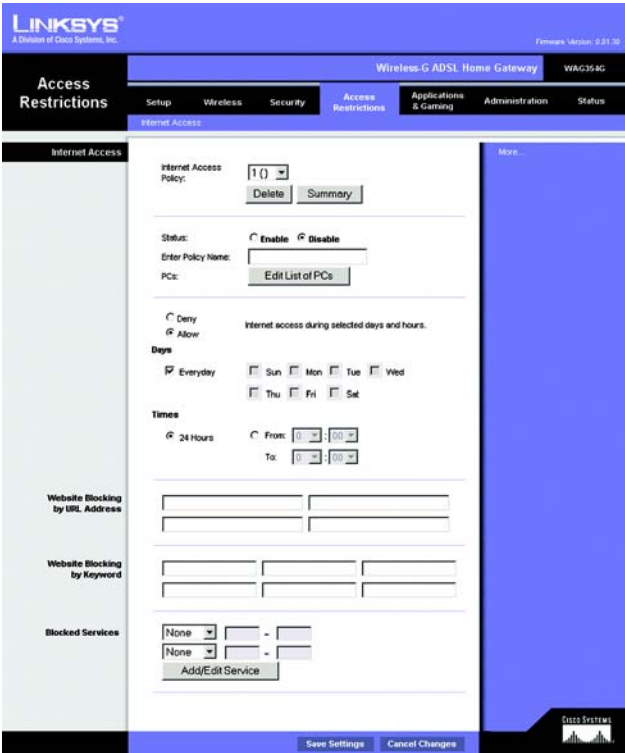 LINKSYS®
A Division of Cisco Systems, Inc.
Firmware Version: 0.01.30
Wireless-G ADSL Home Gateway
WAG354G
Access
Restrictions
Setup
Wireless
Security
Access
Restrictions
Applications
& Gaming
Administration
Status
Internet Access
Internet Access
More...
Internet Access
Policy:
1 ()
Delete
Summary
Status:
Enable
Disable
Enter Policy Name:
PCs:
Edit List of PCs
Deny
Allow
Internet access during selected days and hours.
Days
Everyday
Sun
Mon
Tue
Wed
Thu
Fri
Sat
Times
24 Hours
From:
0
:
00
To:
0
:
00
Website Blocking
by URL Address
Website Blocking
by Keyword
Blocked Services
None
-
None
-
Add/Edit Service
CISCO SYSTEMS
Save Settings
Cancel Changes